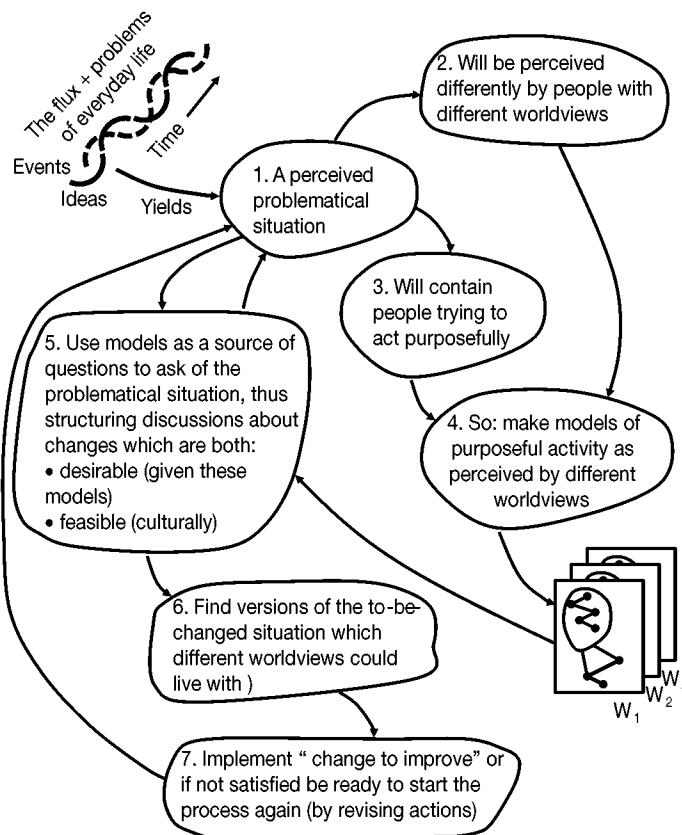 The flux + problems
of everyday life
Time
Events
Ideas
Yields
1. A perceived
problematical
situation
2. Will be perceived
differently by people with
different worldviews
3. Will contain
people trying to
act purposefully
4. So: make models of
purposeful activity as
perceived by different
worldviews
5. Use models as a source of
questions to ask of the
problematical situation, thus
structuring discussions about
changes which are both:
• desirable (given these
models)
• feasible (culturally)
6. Find versions of the to-be-
changed situation which
different worldviews could
live with )
7. Implement “ change to improve” or
if not satisfied be ready to start the
process again (by revising actions)
W1
W2
W